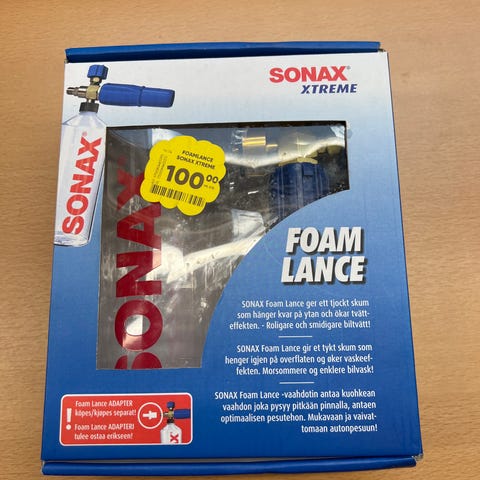 SONAX
XTREME
SONAX
FOAMLANCE
SONAX XTREME
100.00
SONAX
FOAM
LANCE
SONAX Foam Lance ger ett tjockt skum
som hänger kvar på ytan och ökar tvätt-
effekten. - Roligare och smidigare biltvätt!
SONAX Foam Lance gir et tykt skum som
henger igjen på overflaten og øker vaskeef-
fekten. Morsommere og enklere bilvask!
SONAX Foam Lance -vaahdotin antaa kuohkean
vaahdon joka pysyy pitkään pinnalla, antaen
optimaalisen pesutehon. Mukavaan ja vaivat-
tomaan autonpesuun!
!
Foam Lance ADAPTER
köpes/kjøpes separat!
Foam Lance ADAPTERI
tulee ostaa erikseen!
SONAX